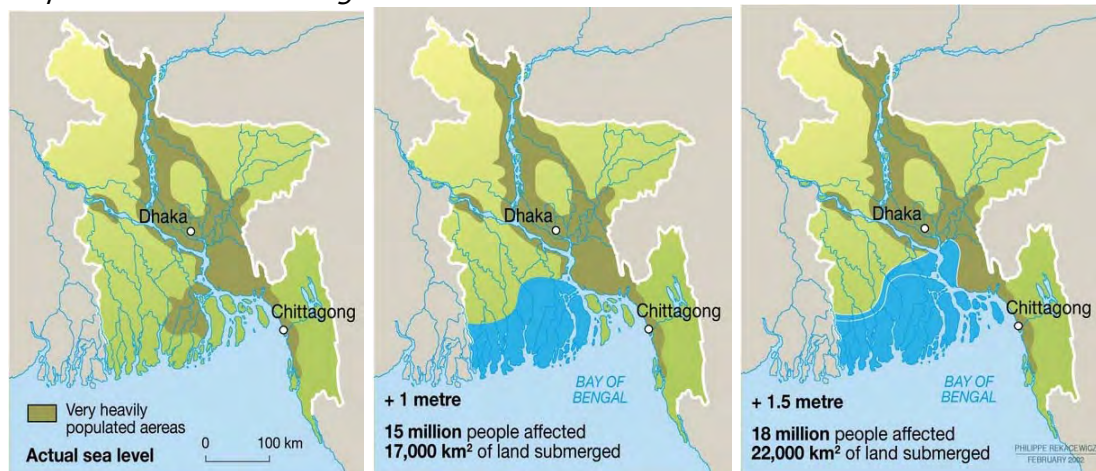 Dhaka
Chittagong
Very heavily
populated aereas
0 100 km
Actual sea level
Dhaka
Chittagong
BAY OF
BENGAL
+ 1 metre
15 million people affected
17,000 km² of land submerged
Dhaka
Chittagong
BAY OF
BENGAL
+ 1.5 metre
18 million people affected
22,000 km² of land submerged
PHILIPPE REKACEWICZ
FEBRUARY 2002